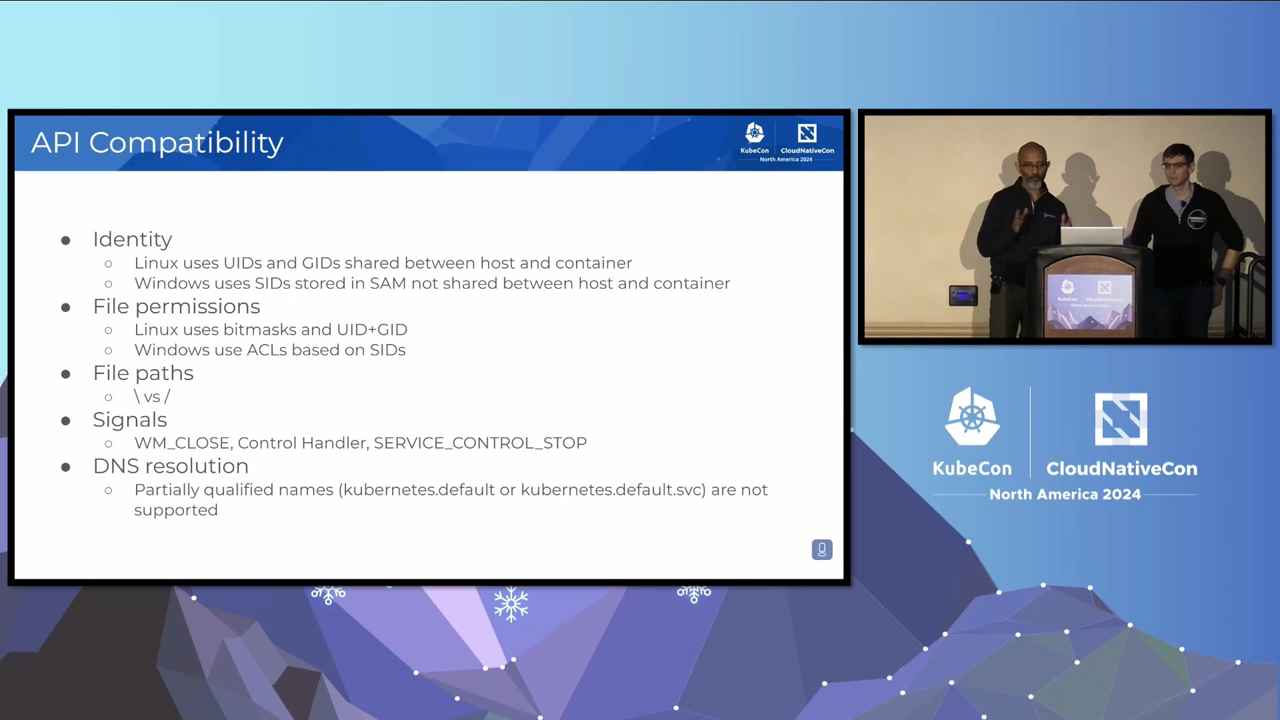 API Compatibility
KubeCon
CloudNativeCon
North America 2024
● Identity
○ Linux uses UIDs and GIDs shared between host and container
○ Windows uses SIDs stored in SAM not shared between host and container
● File permissions
○ Linux uses bitmasks and UID+GID
○ Windows use ACLs based on SIDs
● File paths
○ \ vs /
● Signals
○ WM_CLOSE, Control Handler, SERVICE_CONTROL_STOP
● DNS resolution
○ Partially qualified names (kubernetes.default or kubernetes.default.svc) are not
supported
KubeCon
CloudNativeCon
North America 2024